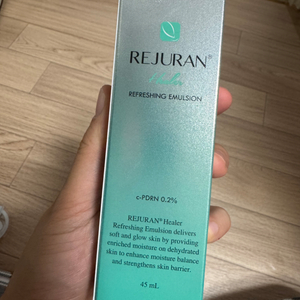 REJURAN®
Healer
REFRESHING EMULSION
c-PDRN 0.2%
REJURAN® Healer
Refreshing Emulsion delivers
soft and glow skin by providing
enriched moisture on dehydrated
skin to enhance moisture balance
and strengthens skin barrier.
45 mL